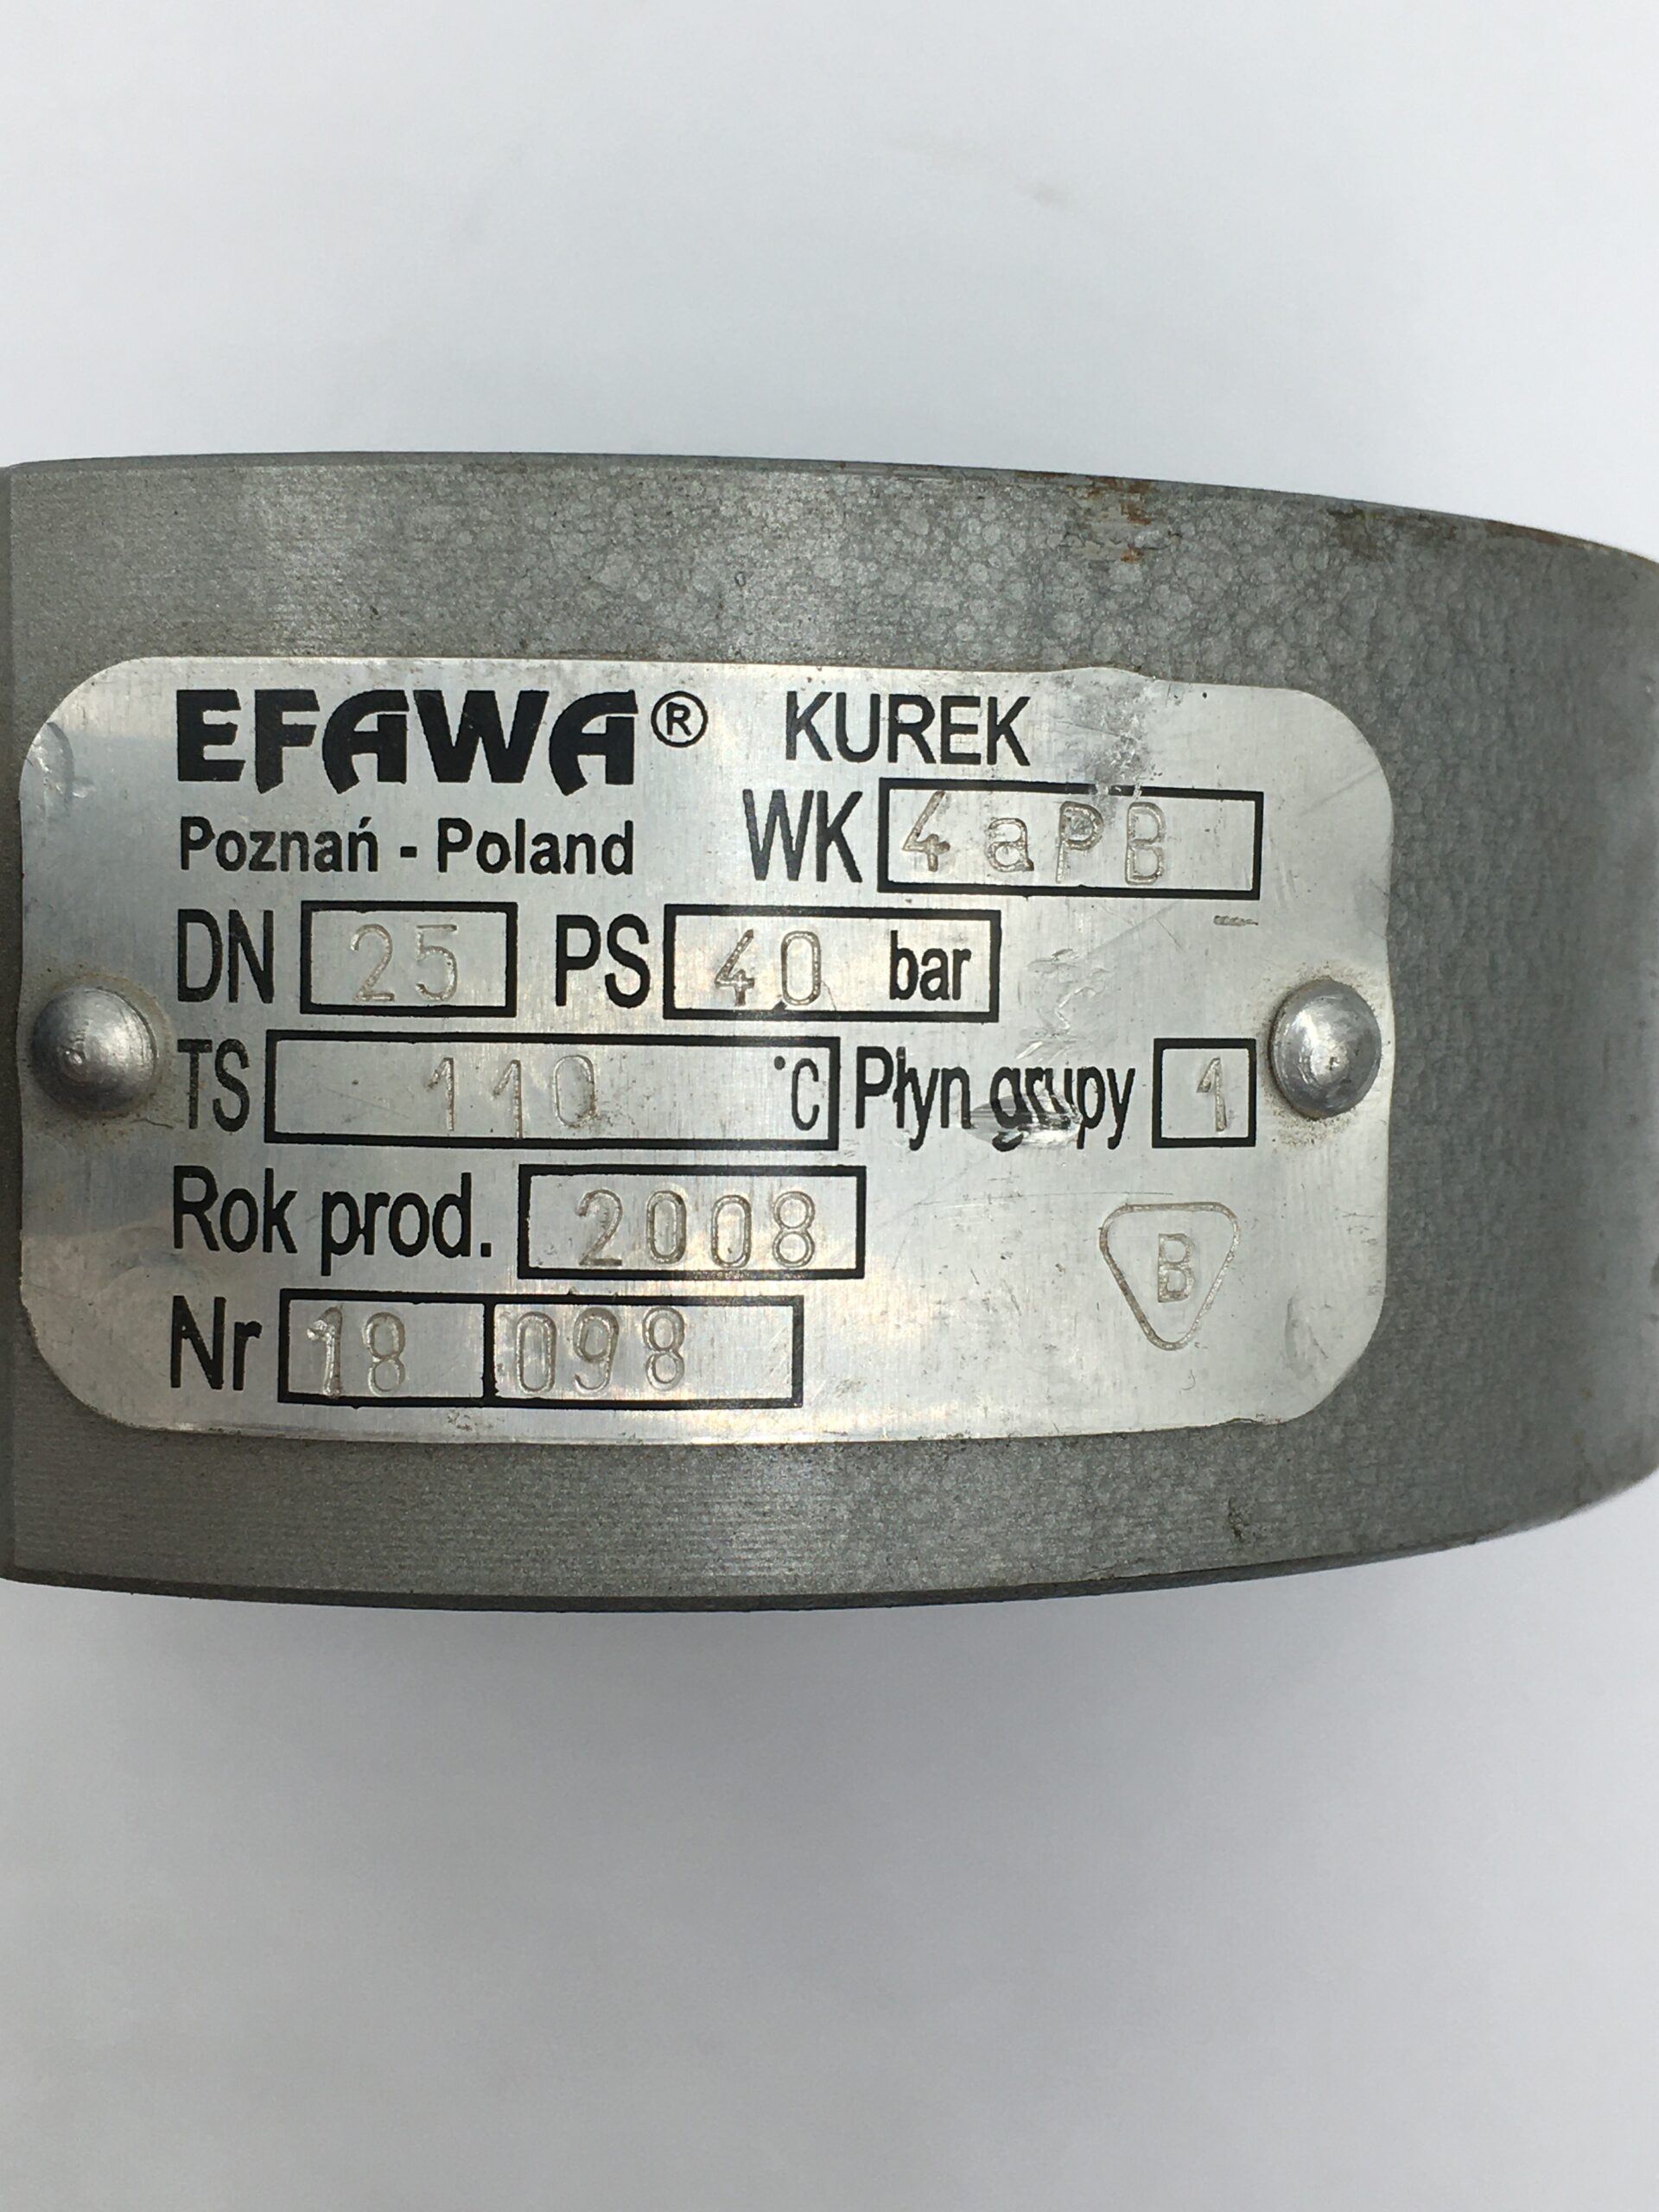 EFAWA® KUREK
Poznań - Poland WK 4aPB
DN 25 PS 40 bar
TS 110 °C Płyn grupy 1
Rok prod. 2008
B
Nr 18 098